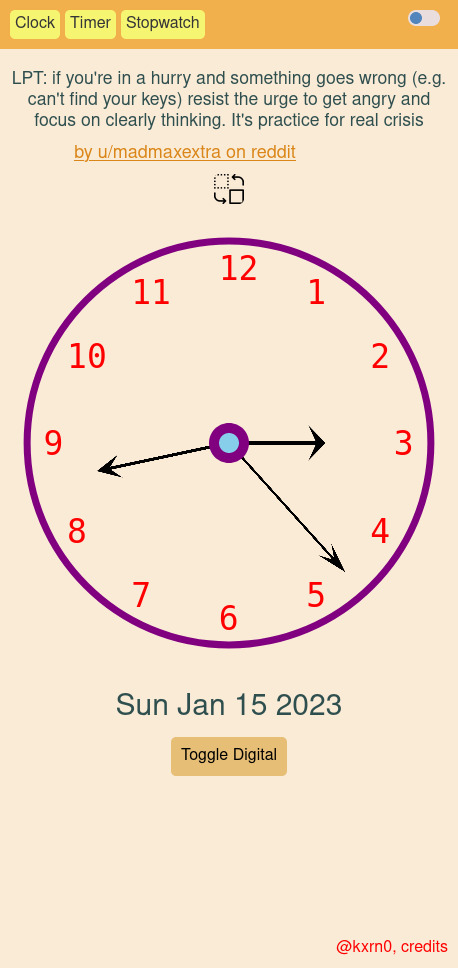 Clock Timer Stopwatch
LPT: if you're in a hurry and something goes wrong (e.g.
can't find your keys) resist the urge to get angry and
focus on clearly thinking. It's practice for real crisis
by u/madmaxextra on reddit
12
11 1
10 2
9 3
8 4
7 5
6
Sun Jan 15 2023
Toggle Digital
@kxrn0, credits